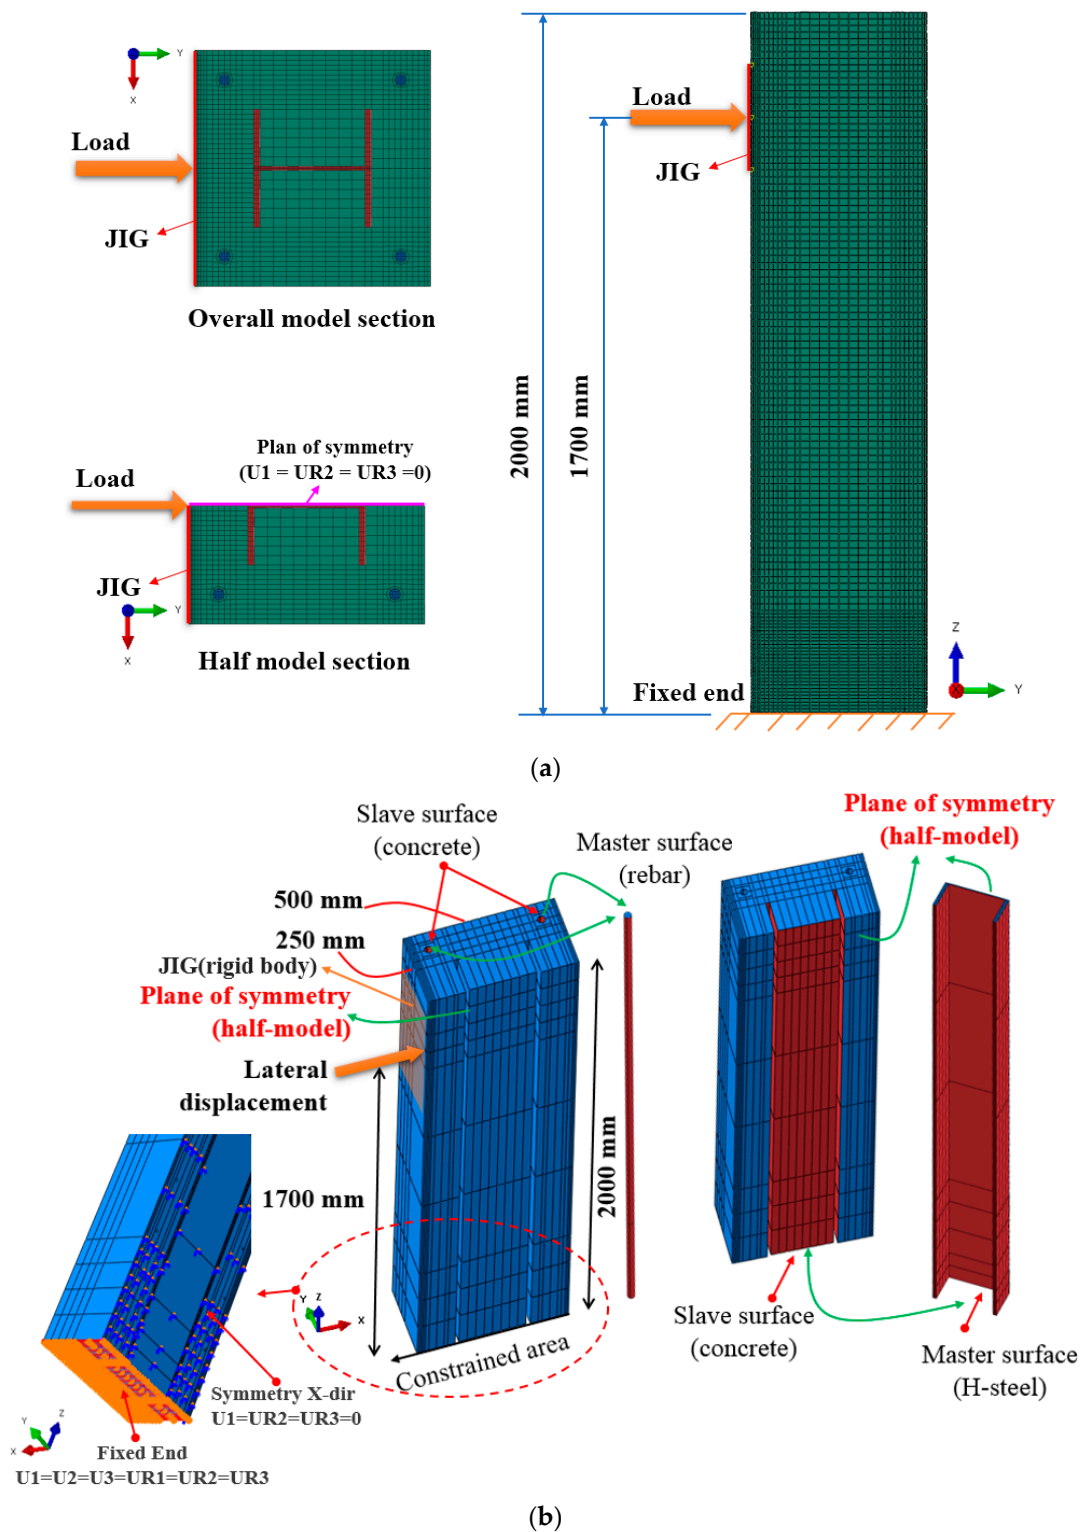 (a)
Y
X
Load
JIG
Overall model section
Plan of symmetry
(U1 = UR2 = UR3 =0)
Load
JIG
Y
X
Half model section
2000 mm
1700 mm
Load
JIG
Fixed end
Z
X
Y
(a)
Slave surface
(concrete)
Master surface
(rebar)
500 mm
250 mm
JIG(rigid body)
Plane of symmetry
(half-model)
Lateral
displacement
1700 mm
2000 mm
Y
Z
X
Constrained area
Symmetry X-dir
U1=UR2=UR3=0
Y
Z
X
Fixed End
U1=U2=U3=UR1=UR2=UR3
Plane of symmetry
(half-model)
Slave surface
(concrete)
Master surface
(H-steel)
(b)